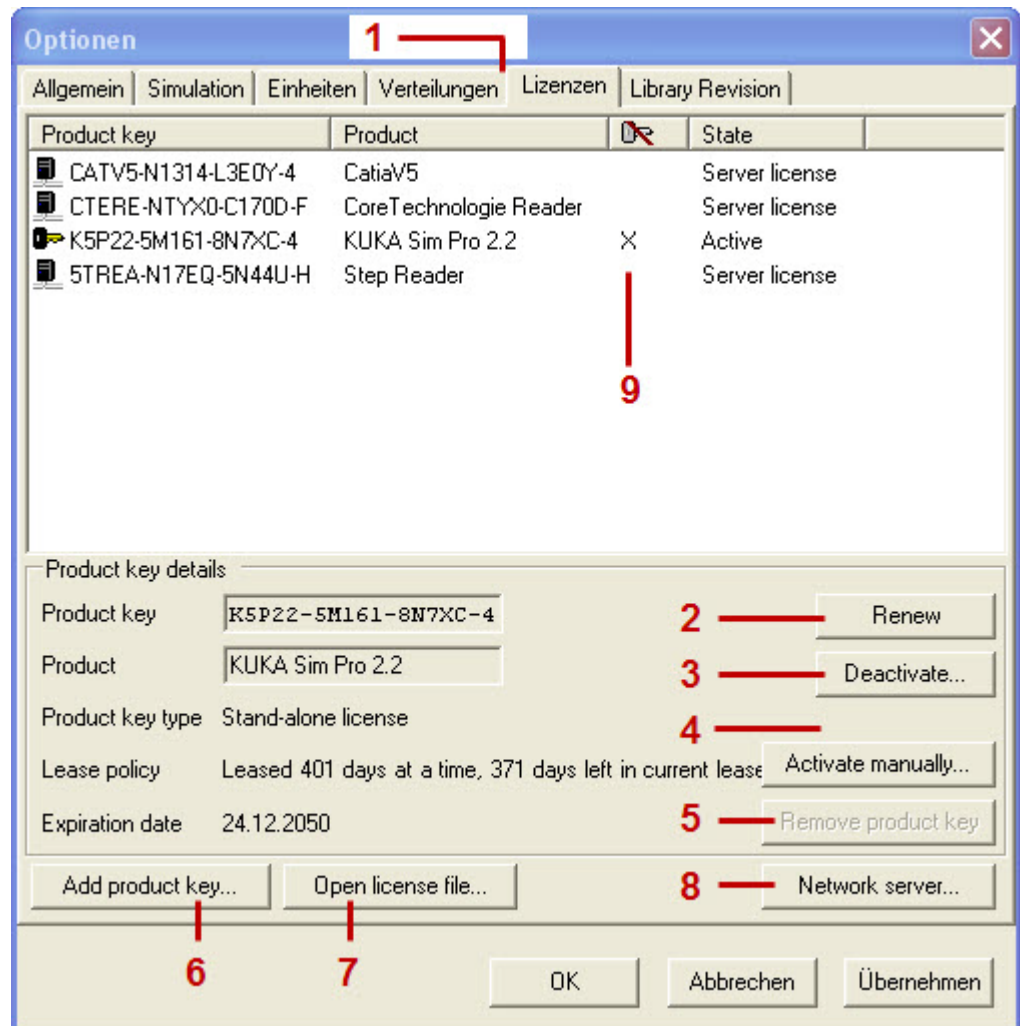 Optionen
1
Allgemein Simulation Einheiten Verteilungen Lizenzen Library Revision
Product key Product State
CATV5-N1314-L3E0Y-4 CatiaV5 Server license
CTERE-NTYX0-C170D-F CoreTechnologie Reader Server license
K5P22-5M161-8N7XC-4 KUKA Sim Pro 2.2 X Active
5TREA-N17EQ-5N44U-H Step Reader Server license
9
Product key details
Product key K5P22-5M161-8N7XC-4 2 Renew
Product KUKA Sim Pro 2.2 3 Deactivate...
Product key type Stand-alone license 4
Lease policy Leased 401 days at a time, 371 days left in current lease Activate manually...
Expiration date 24.12.2050 5 Remove product key
Add product key... Open license file... 8 Network server...
6 7
OK Abbrechen Übernehmen